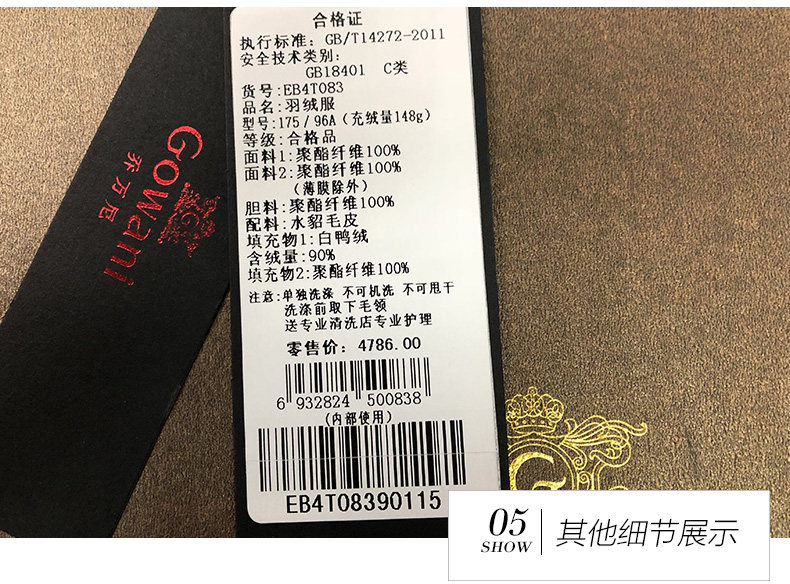 合格证
执行标准：GB/T14272-2011
安全技术类别：
GB18401 C类
货号:EB4T083
品名:羽绒服
型号:175/96A（充绒量148g）
等级:合格品
面料1:聚酯纤维100%
面料2:聚酯纤维100%
（薄膜除外）
胆料:聚酯纤维100%
配料:水貂毛皮
填充物1:白鸭绒
含绒量:90%
填充物2:聚酯纤维100%
注意:单独洗涤 不可机洗 不可甩干
洗涤前取下毛领
送专业清洗店专业护理
零售价：4786.00
6 932824 500838
（内部使用）
EB4T08390115
Gowani
乔万尼
G
05
SHOW
其他细节展示